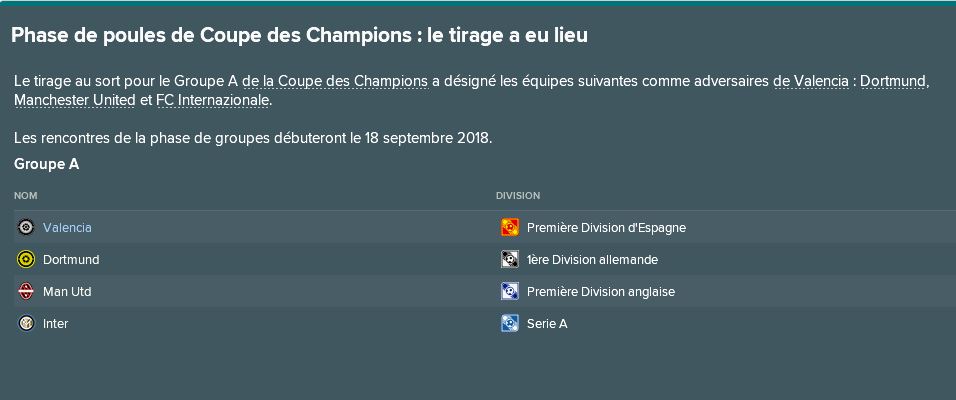 Phase de poules de Coupe des Champions : le tirage a eu lieu
Le tirage au sort pour le Groupe A de la Coupe des Champions a désigné les équipes suivantes comme adversaires de Valencia : Dortmund,
Manchester United et FC Internazionale.
Les rencontres de la phase de groupes débuteront le 18 septembre 2018.
Groupe A
NOM DIVISION
Valencia Première Division d'Espagne
Dortmund 1ère Division allemande
Man Utd Première Division anglaise
Inter Serie A